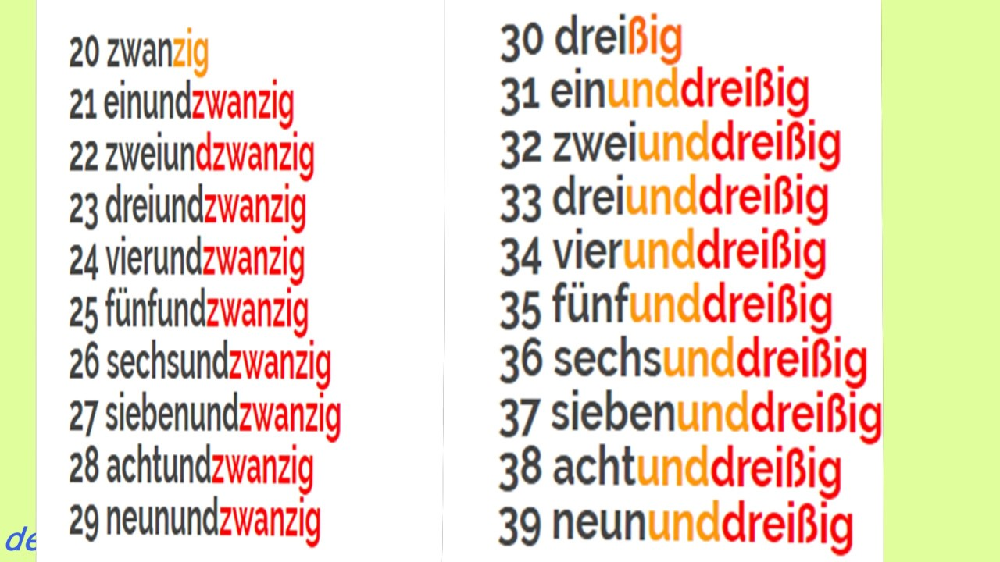 20 zwanzig
21 einundzwanzig
22 zweiundzwanzig
23 dreiundzwanzig
24 vierundzwanzig
25 fünfundzwanzig
26 sechsundzwanzig
27 siebenundzwanzig
28 achtundzwanzig
29 neunundzwanzig
30 dreißig
31 einunddreißig
32 zweiunddreißig
33 dreiunddreißig
34 vierunddreißig
35 fünfunddreißig
36 sechsunddreißig
37 siebenunddreißig
38 achtunddreißig
39 neununddreißig
de